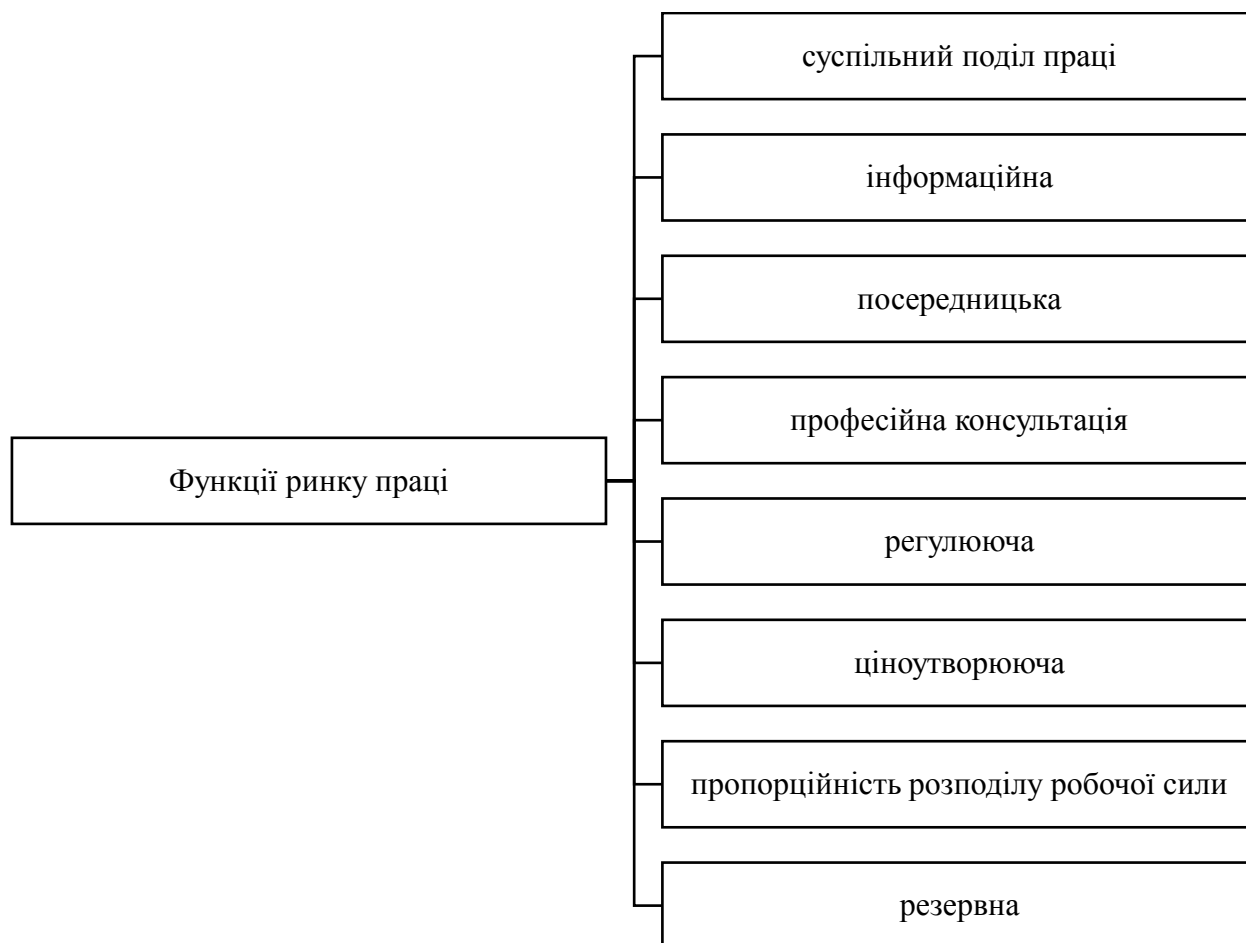 суспільний поділ праці
інформаційна
посередницька
професійна консультація
Функції ринку праці
регулююча
ціноутворююча
пропорційність розподілу робочої сили
резервна